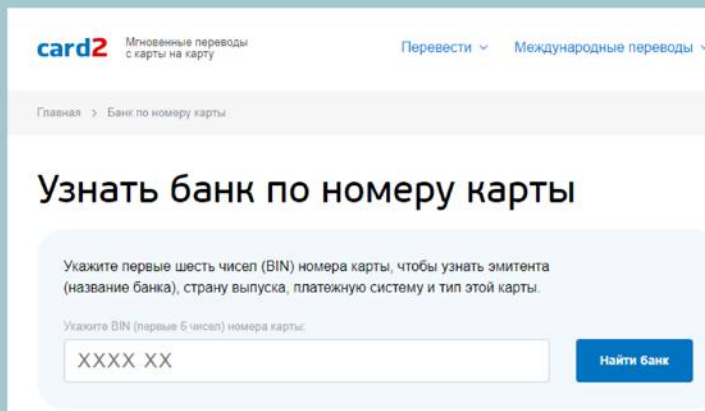 card2 Мгновенные переводы
с карты на карту
Перевести Международные переводы
Главная > Банк по номеру карты
Узнать банк по номеру карты
Укажите первые шесть чисел (BIN) номера карты, чтобы узнать эмитента
(название банка), страну выпуска, платежную систему и тип этой карты.
Укажите BIN (первые 6 чисел) номера карты:
XXXX XX
Найти банк